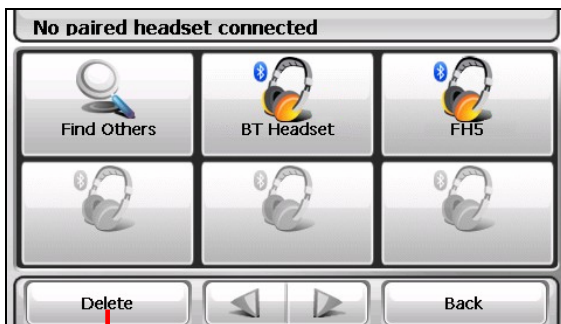 No paired headset connected
Find Others
BT Headset
FH5
Delete
Back